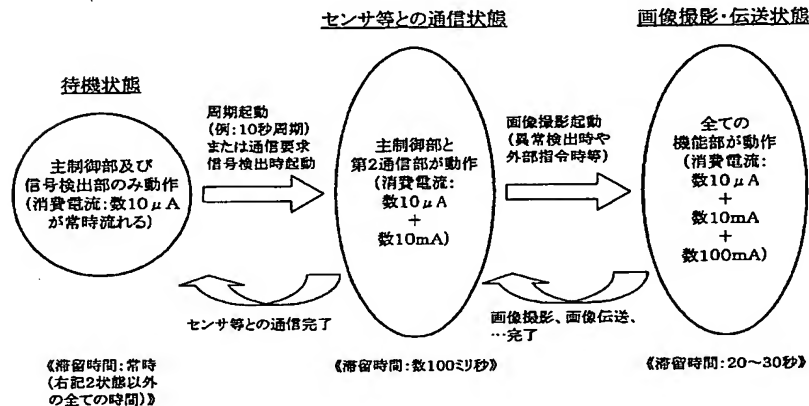 待機状態
主制御部及び
信号検出部のみ動作
(消費電流:数10μA
が常時流れる)
《滞留時間:常時
(右記2状態以外
の全ての時間)》
周期起動
(例:10秒周期)
または通信要求
信号検出時起動
センサ等との通信完了
センサ等との通信状態
主制御部と
第2通信部が動作
(消費電流:
数10μA
+
数10mA)
《滞留時間:数100ミリ秒》
画像撮影起動
(異常検出時や
外部指令時等)
画像撮影、画像伝送、
…完了
画像撮影・伝送状態
全ての
機能部が動作
(消費電流:
数10μA
+
数10mA
+
数100mA)
《滞留時間:20～30秒》